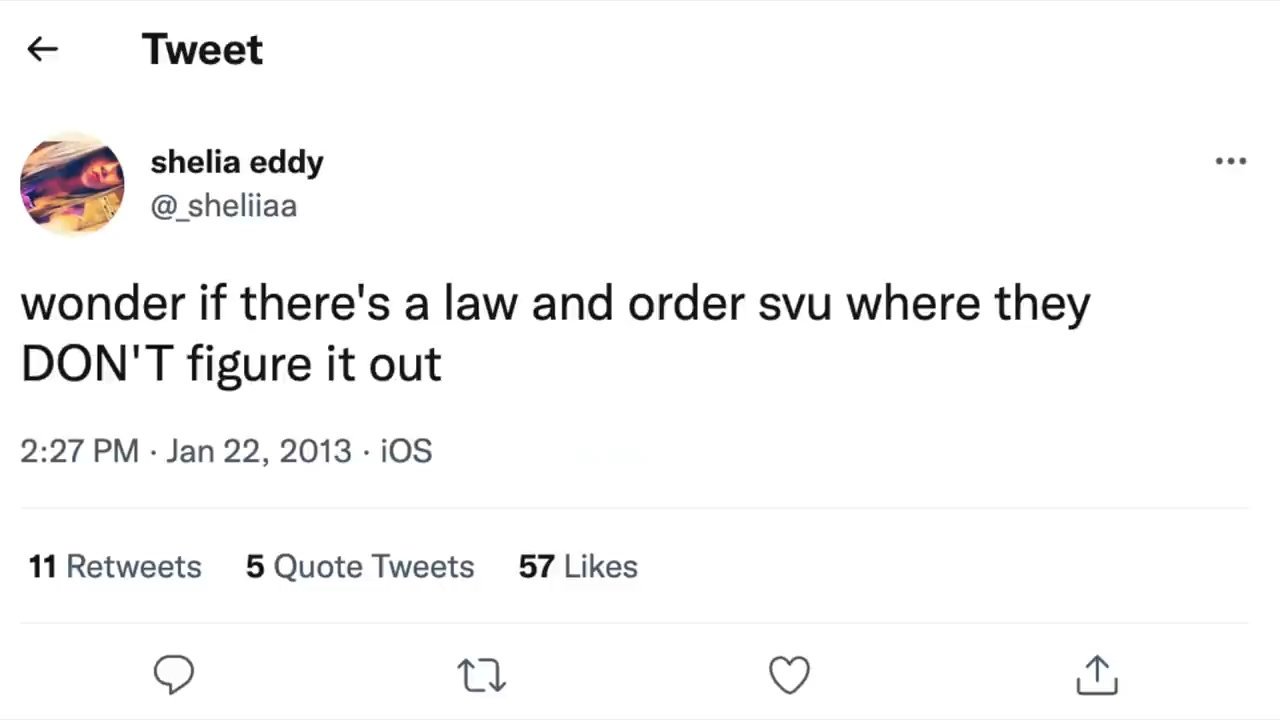 Tweet
shelia eddy
@_sheliiaa
wonder if there's a law and order svu where they
DON'T figure it out
2:27 PM · Jan 22, 2013 · iOS
11 Retweets 5 Quote Tweets 57 Likes